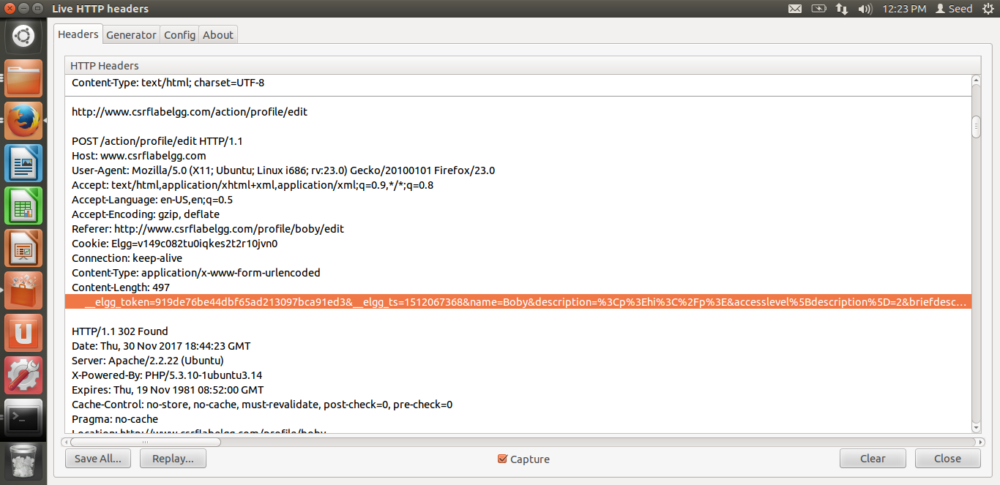 Live HTTP headers
12:23 PM Seed
Headers Generator Config About
HTTP Headers
Content-Type: text/html; charset=UTF-8
http://www.csrflabelgg.com/action/profile/edit
POST /action/profile/edit HTTP/1.1
Host: www.csrflabelgg.com
User-Agent: Mozilla/5.0 (X11; Ubuntu; Linux i686; rv:23.0) Gecko/20100101 Firefox/23.0
Accept: text/html,application/xhtml+xml,application/xml;q=0.9,*/*;q=0.8
Accept-Language: en-US,en;q=0.5
Accept-Encoding: gzip, deflate
Referer: http://www.csrflabelgg.com/profile/boby/edit
Cookie: Elgg=v149c082tu0iqkes2t2r10jvn0
Connection: keep-alive
Content-Type: application/x-www-form-urlencoded
Content-Length: 497
__elgg_token=919de76be44dbf65ad213097bca91ed3&__elgg_ts=1512067368&name=Boby&description=%3Cp%3Ehi%3C%2Fp%3E&accesslevel%5Bdescription%5D=2&briefdesc...
HTTP/1.1 302 Found
Date: Thu, 30 Nov 2017 18:44:23 GMT
Server: Apache/2.2.22 (Ubuntu)
X-Powered-By: PHP/5.3.10-1ubuntu3.14
Expires: Thu, 19 Nov 1981 08:52:00 GMT
Cache-Control: no-store, no-cache, must-revalidate, post-check=0, pre-check=0
Pragma: no-cache
Location: http://www.csrflabelgg.com/profile/boby
Save All... Replay... Capture Clear Close